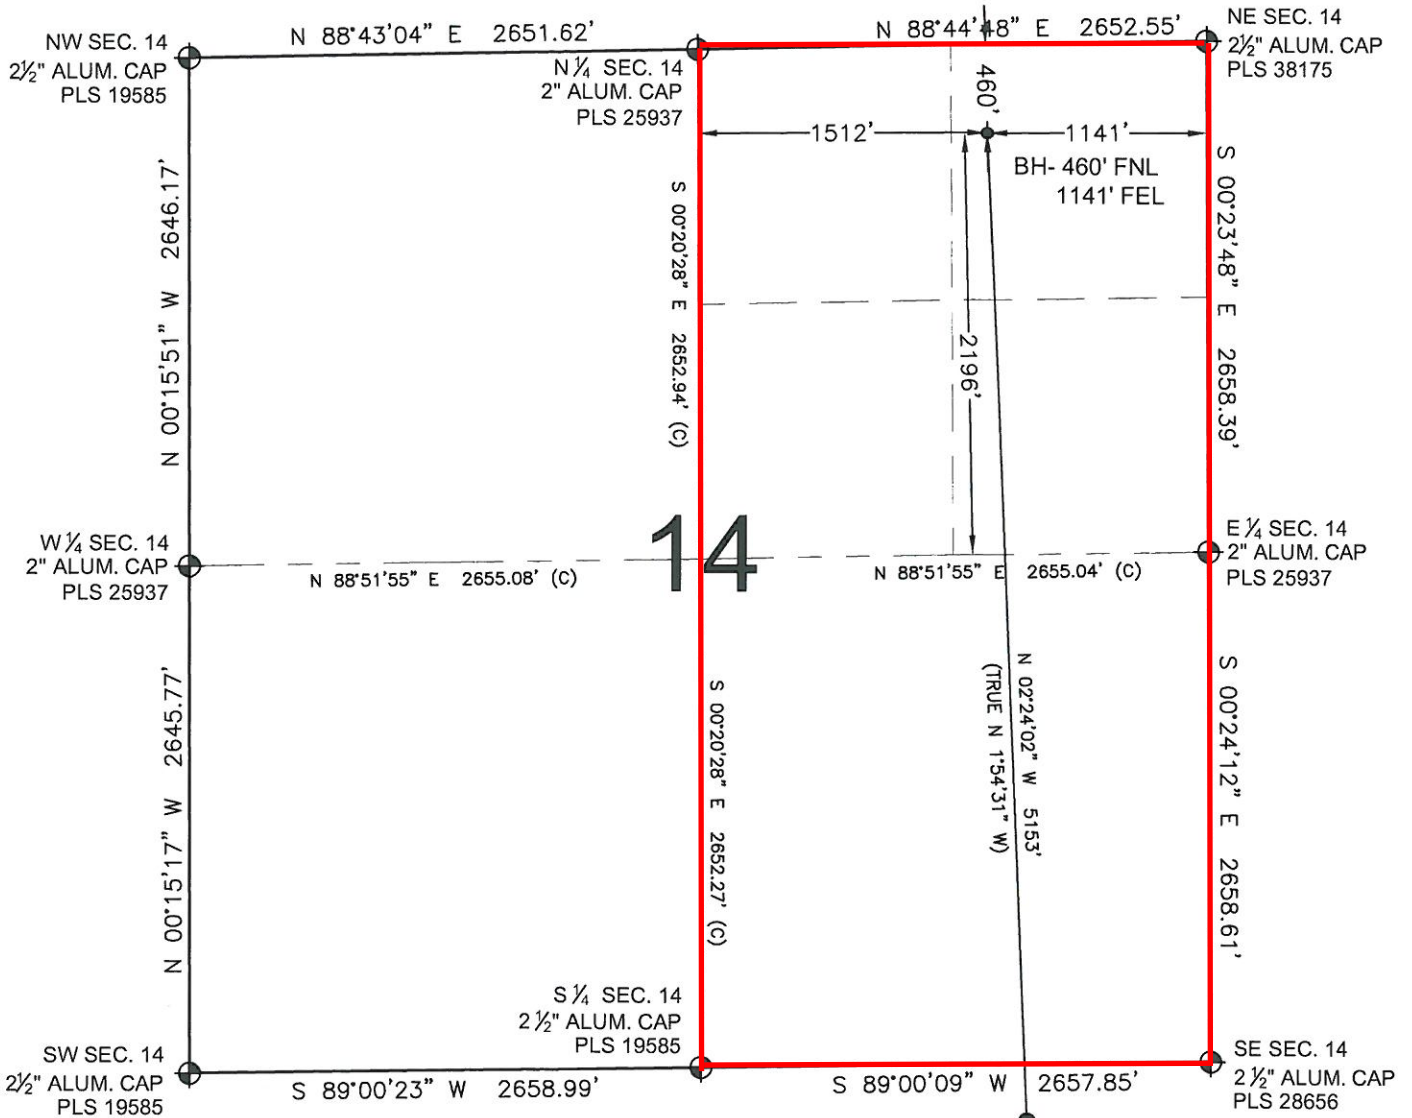 NW SEC. 14
2½" ALUM. CAP
PLS 19585
N 88°43'04" E 2651.62'
N ¼ SEC. 14
2" ALUM. CAP
PLS 25937
N 88°44'48" E 2652.55'
NE SEC. 14
2½" ALUM. CAP
PLS 38175
460'
1512'
1141'
BH- 460' FNL
1141' FEL
N 00°15'51" W 2646.17'
S 00°20'28" E 2652.94' (C)
2196'
S 00°23'48" E 2658.39'
W ¼ SEC. 14
2" ALUM. CAP
PLS 25937
N 88°51'55" E 2655.08' (C)
14
N 88°51'55" E 2655.04' (C)
E ¼ SEC. 14
2" ALUM. CAP
PLS 25937
N 00°15'17" W 2645.77'
S 00°20'28" E 2652.27' (C)
N 02°24'02" W 5153'
(TRUE N 1°54'31" W)
S 00°24'12" E 2658.61'
S ¼ SEC. 14
2 ½" ALUM. CAP
PLS 19585
SW SEC. 14
2½" ALUM. CAP
PLS 19585
S 89°00'23" W 2658.99'
S 89°00'09" W 2657.85'
SE SEC. 14
2 ½" ALUM. CAP
PLS 28656